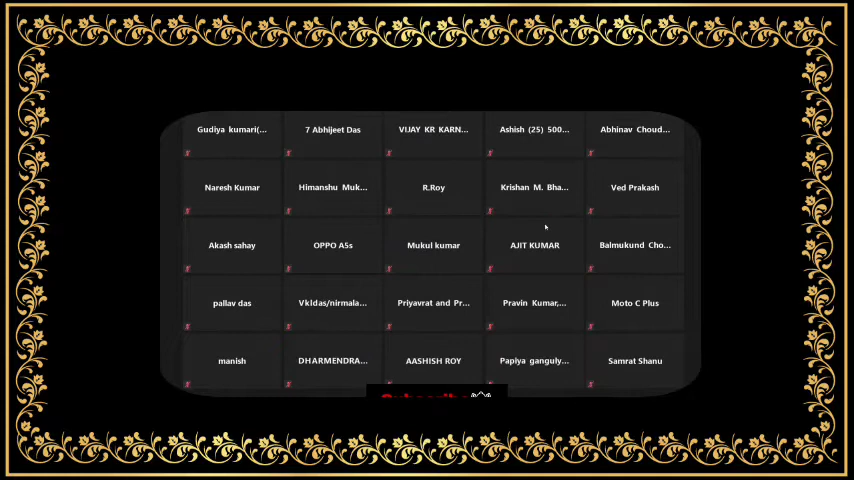 Gudiya kumari(... 7 Abhijeet Das VIJAY KR KARN... Ashish (25) 500... Abhinav Choud...
Naresh Kumar Himanshu Muk... R.Roy Krishan M. Bha... Ved Prakash
Akash sahay OPPO A5s Mukul kumar AJIT KUMAR Balmukund Cho...
pallav das Vkldas/nirmala... Priyavrat and Pr... Pravin Kumar,... Moto C Plus
manish DHARMENDRA... AASHISH ROY Papiya ganguly... Samrat Shanu